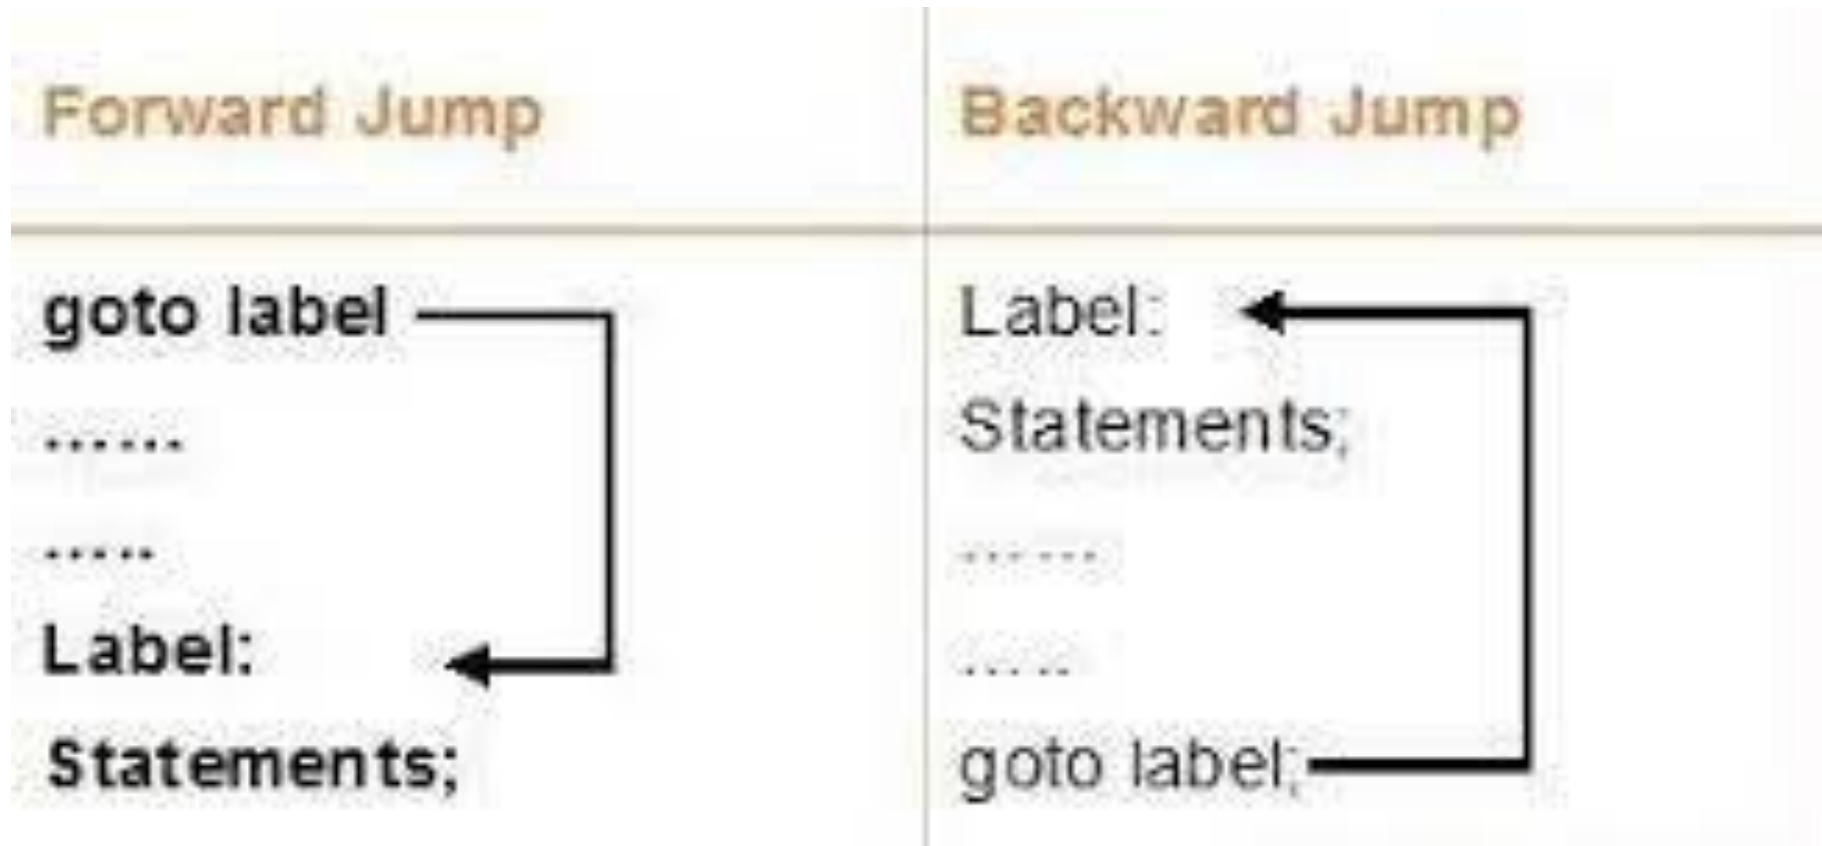 Forward Jump
goto label
......
.....
Label:
Statements;
Backward Jump
Label:
Statements;
......
.....
goto label;